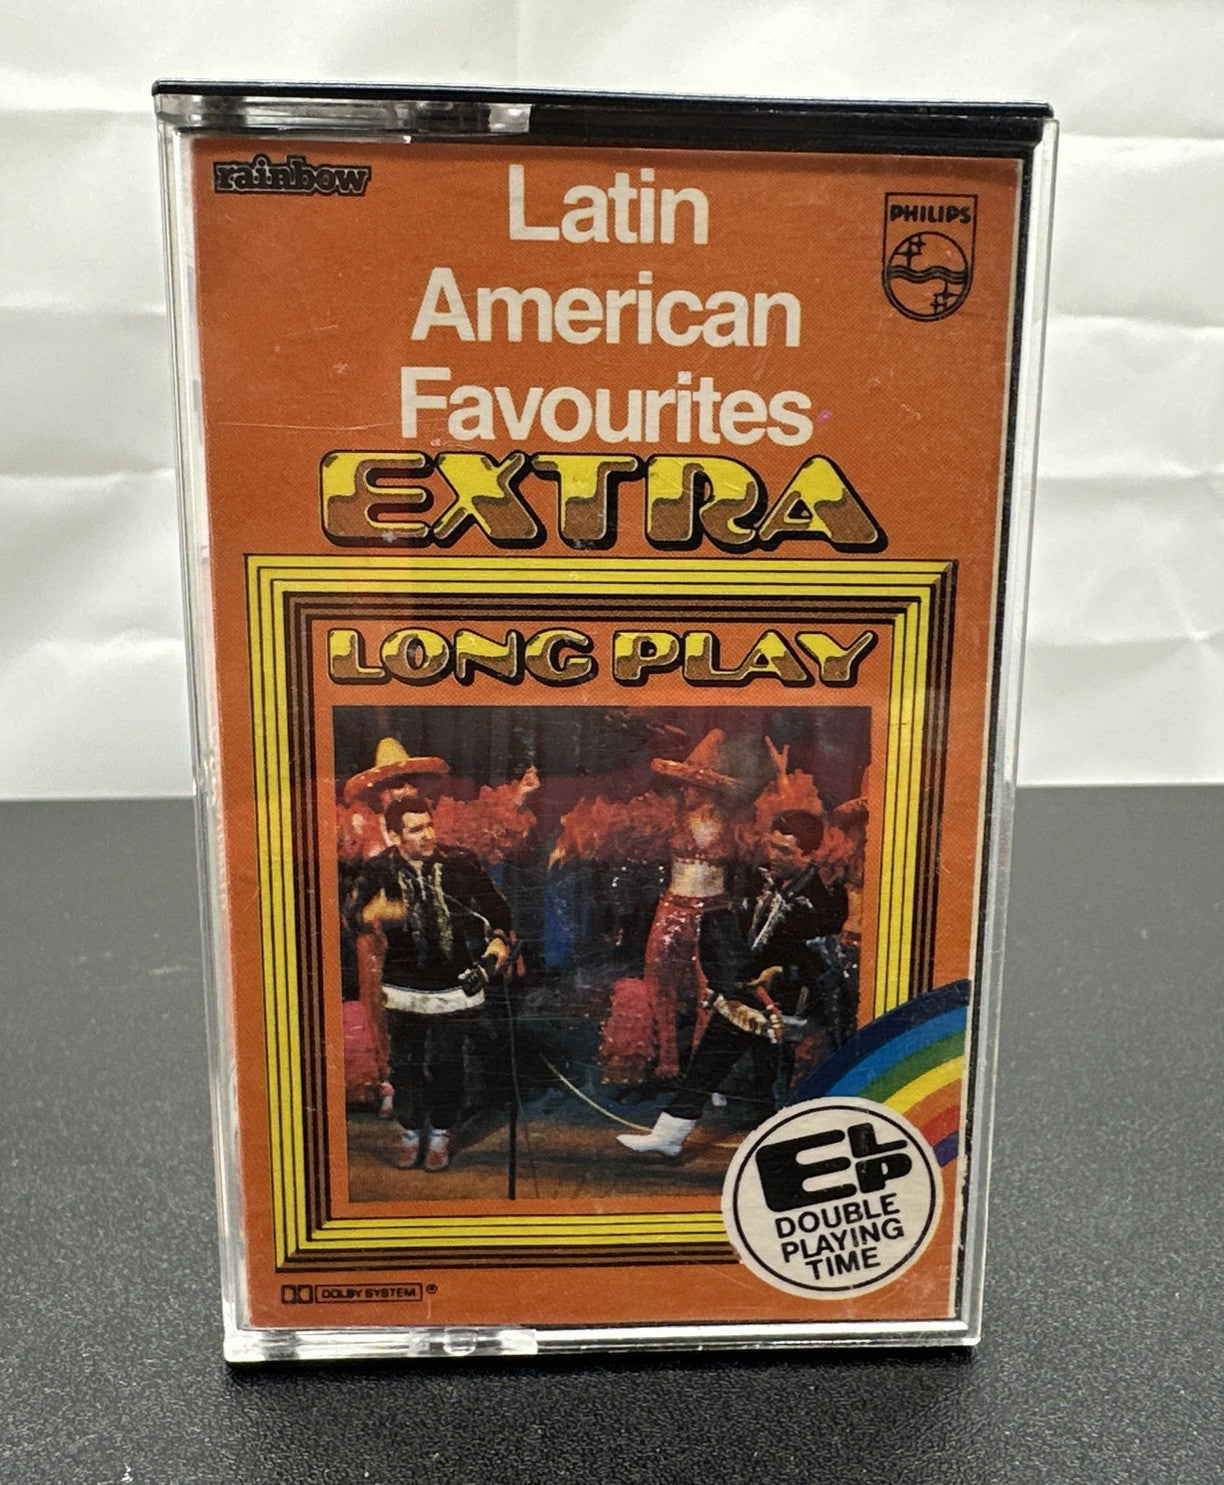 rainbow
Latin
American
Favourites
PHILIPS
EXTRA
LONG PLAY
ELP
DOUBLE
PLAYING
TIME
DOLBY SYSTEM ®